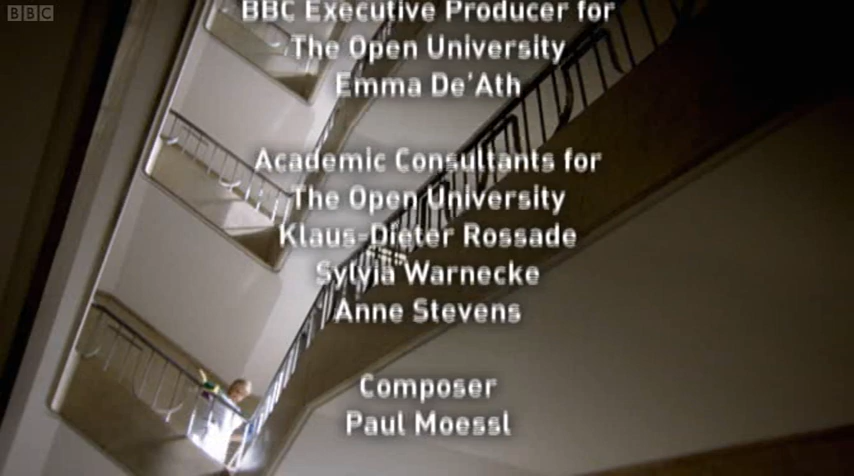 BBC
BBC Executive Producer for
The Open University
Emma De'Ath
Academic Consultants for
The Open University
Klaus-Dieter Rossade
Sylvia Warnecke
Anne Stevens
Composer
Paul Moessl